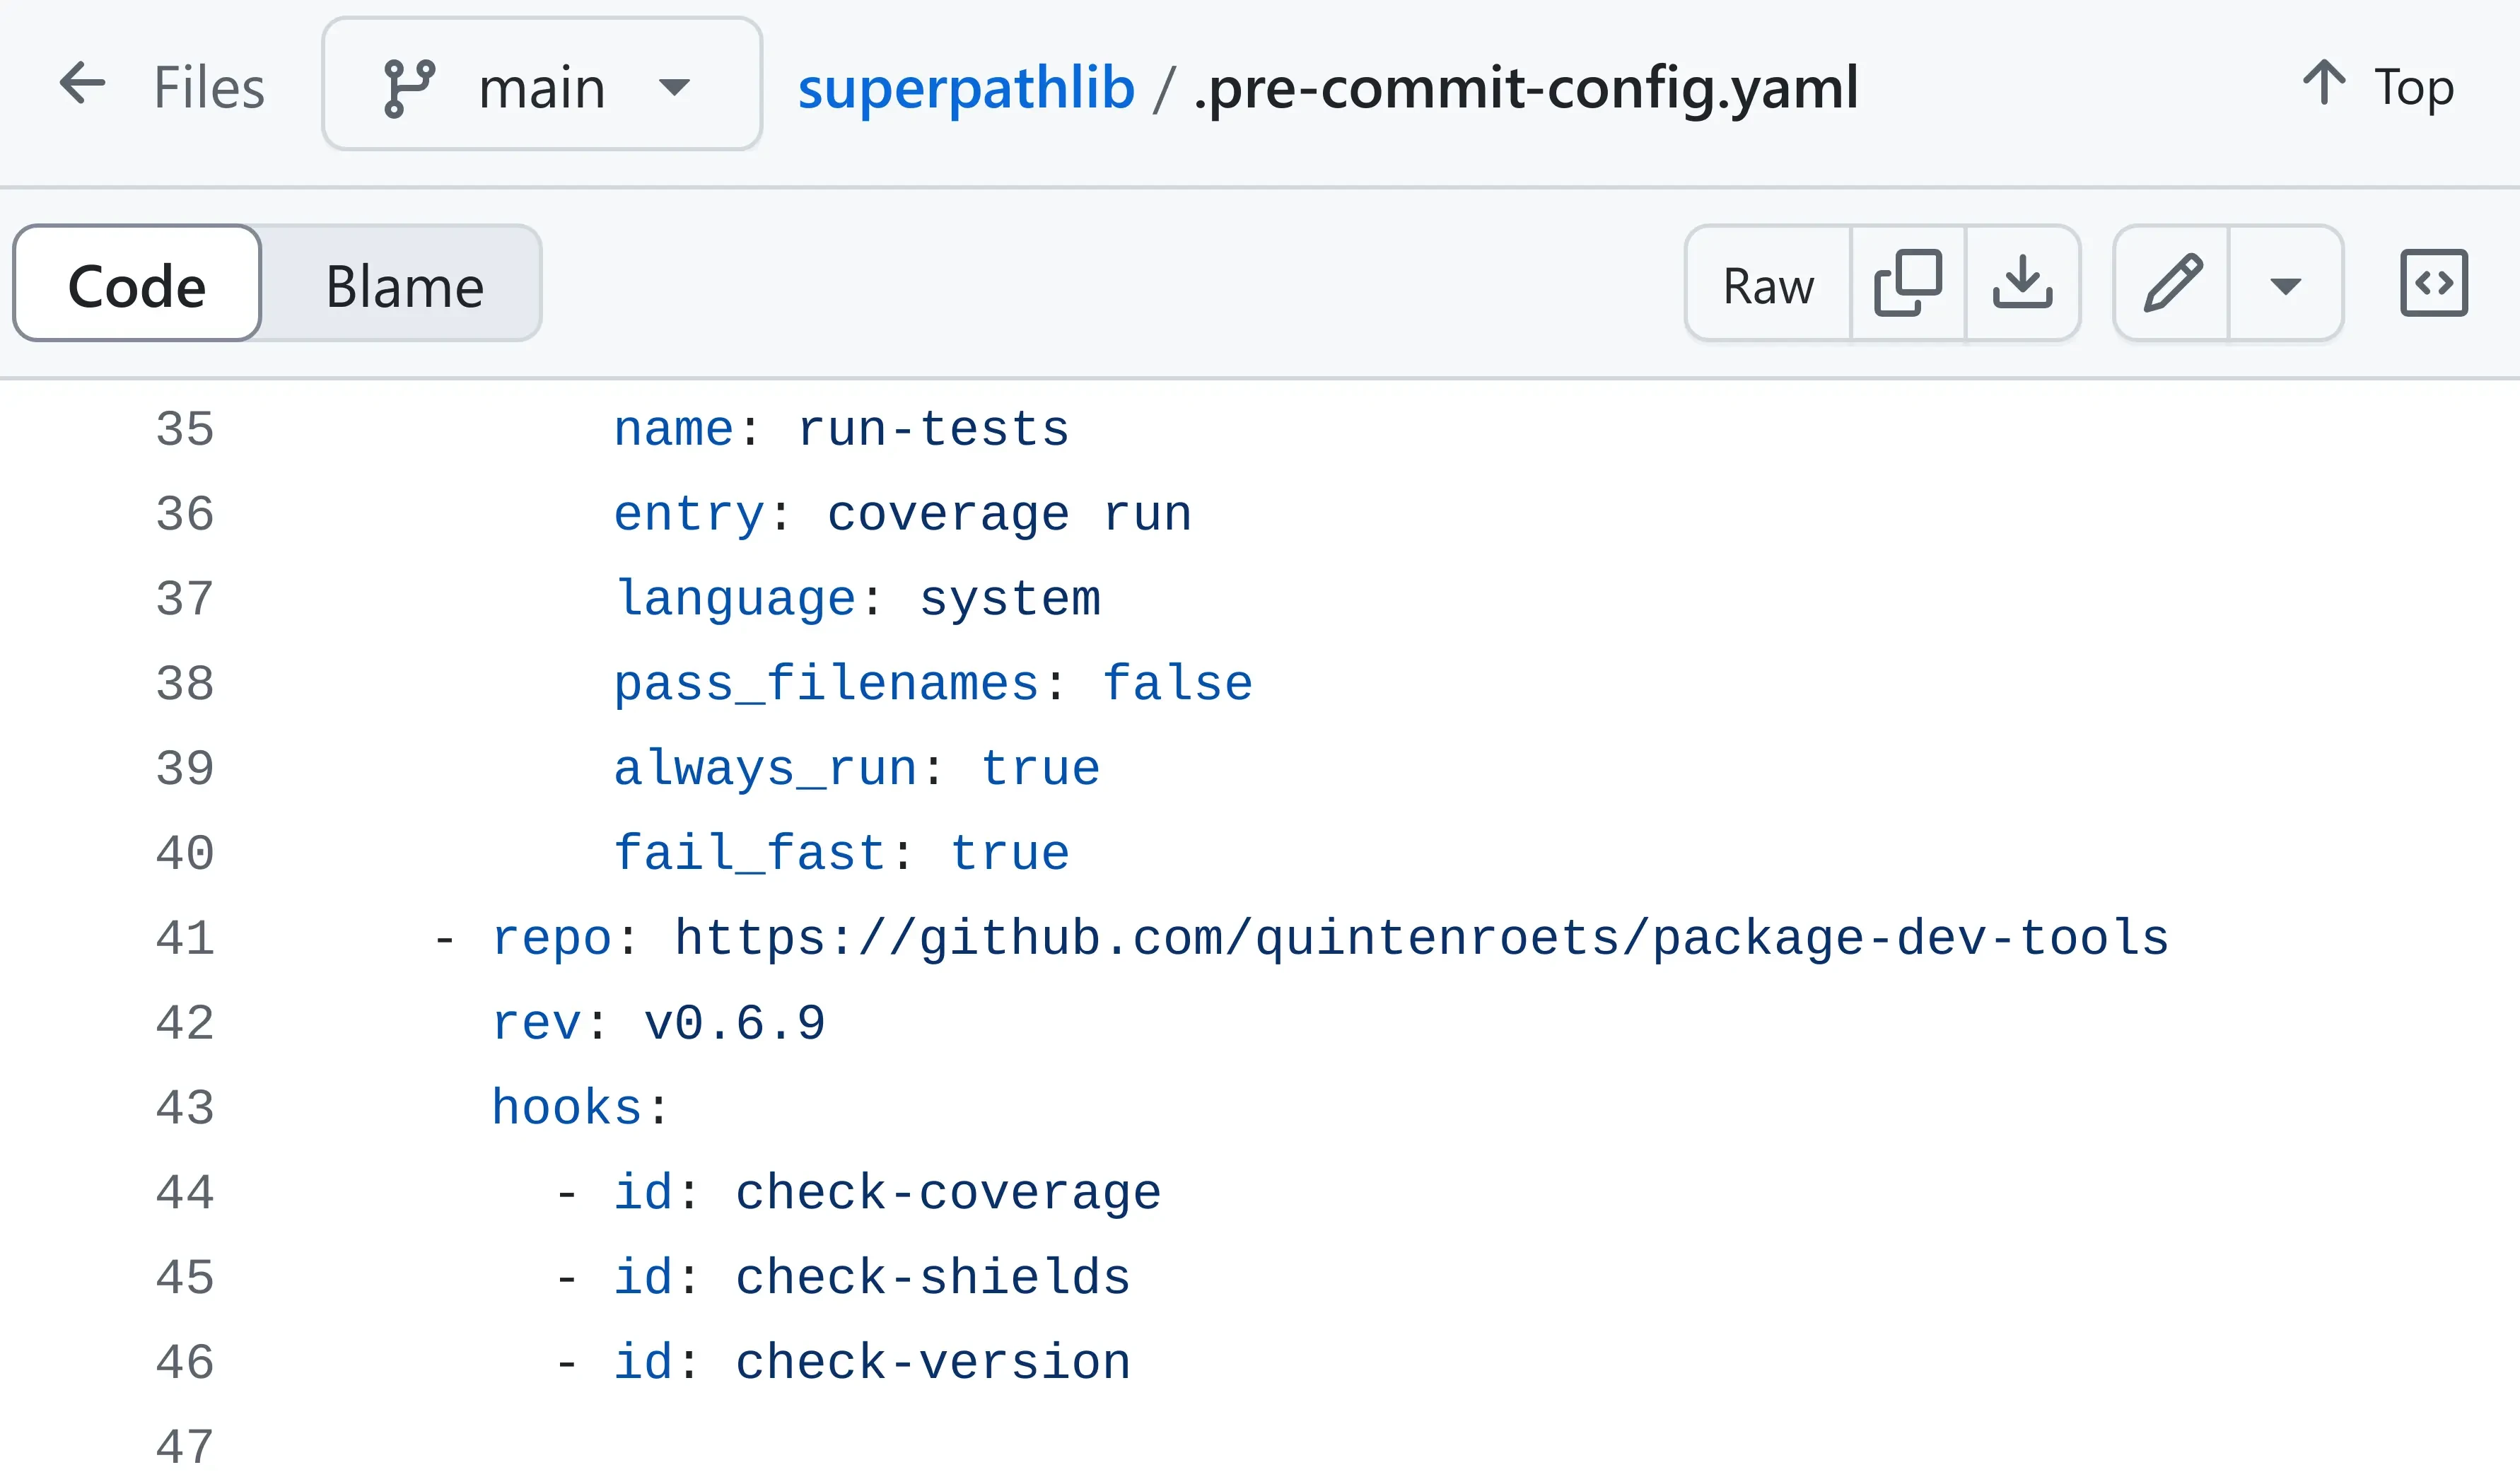 Files main superpathlib / .pre-commit-config.yaml Top
Code Blame Raw
35 name: run-tests
36 entry: coverage run
37 language: system
38 pass_filenames: false
39 always_run: true
40 fail_fast: true
41 - repo: https://github.com/quintenroets/package-dev-tools
42 rev: v0.6.9
43 hooks:
44 - id: check-coverage
45 - id: check-shields
46 - id: check-version
47